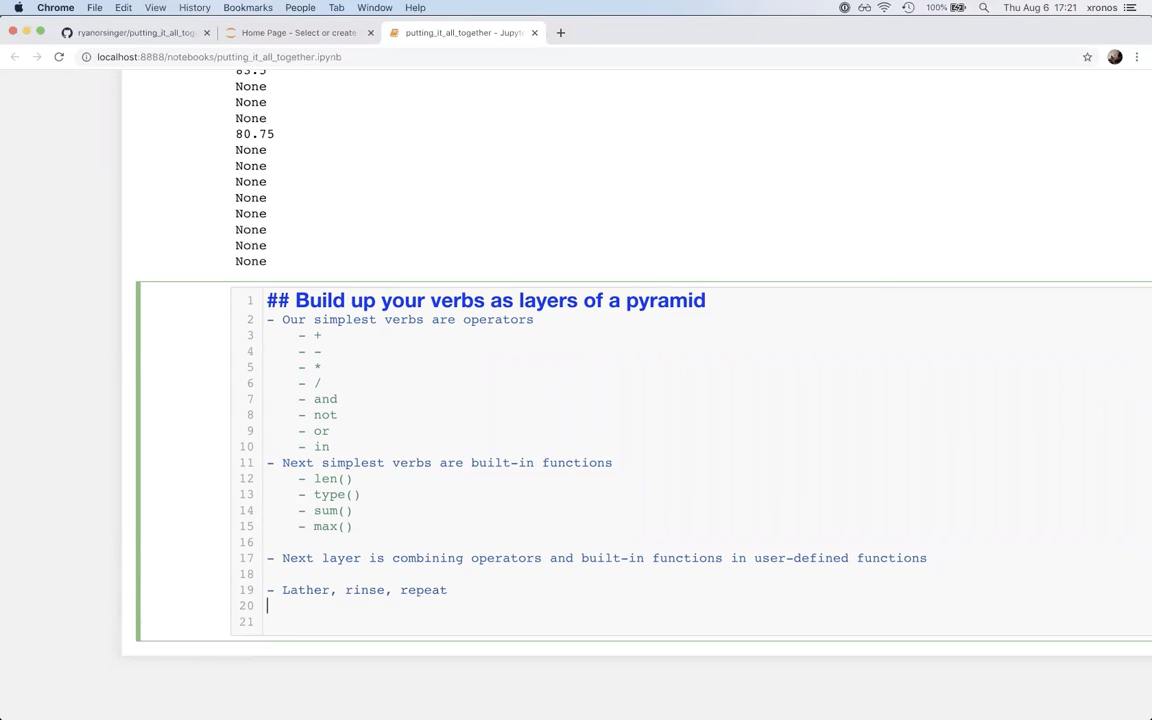 Chrome File Edit View History Bookmarks People Tab Window Help 100% Thu Aug 6 17:21 xronos
ryanorsinger/putting_it_all_tog Home Page - Select or create putting_it_all_together - Jupyt
localhost:8888/notebooks/putting_it_all_together.ipynb
83.5
None
None
None
80.75
None
None
None
None
None
None
None
None
1 ## Build up your verbs as layers of a pyramid
2 - Our simplest verbs are operators
3 - +
4 - -
5 - *
6 - /
7 - and
8 - not
9 - or
10 - in
11 - Next simplest verbs are built-in functions
12 - len()
13 - type()
14 - sum()
15 - max()
16
17 - Next layer is combining operators and built-in functions in user-defined functions
18
19 - Lather, rinse, repeat
20
21